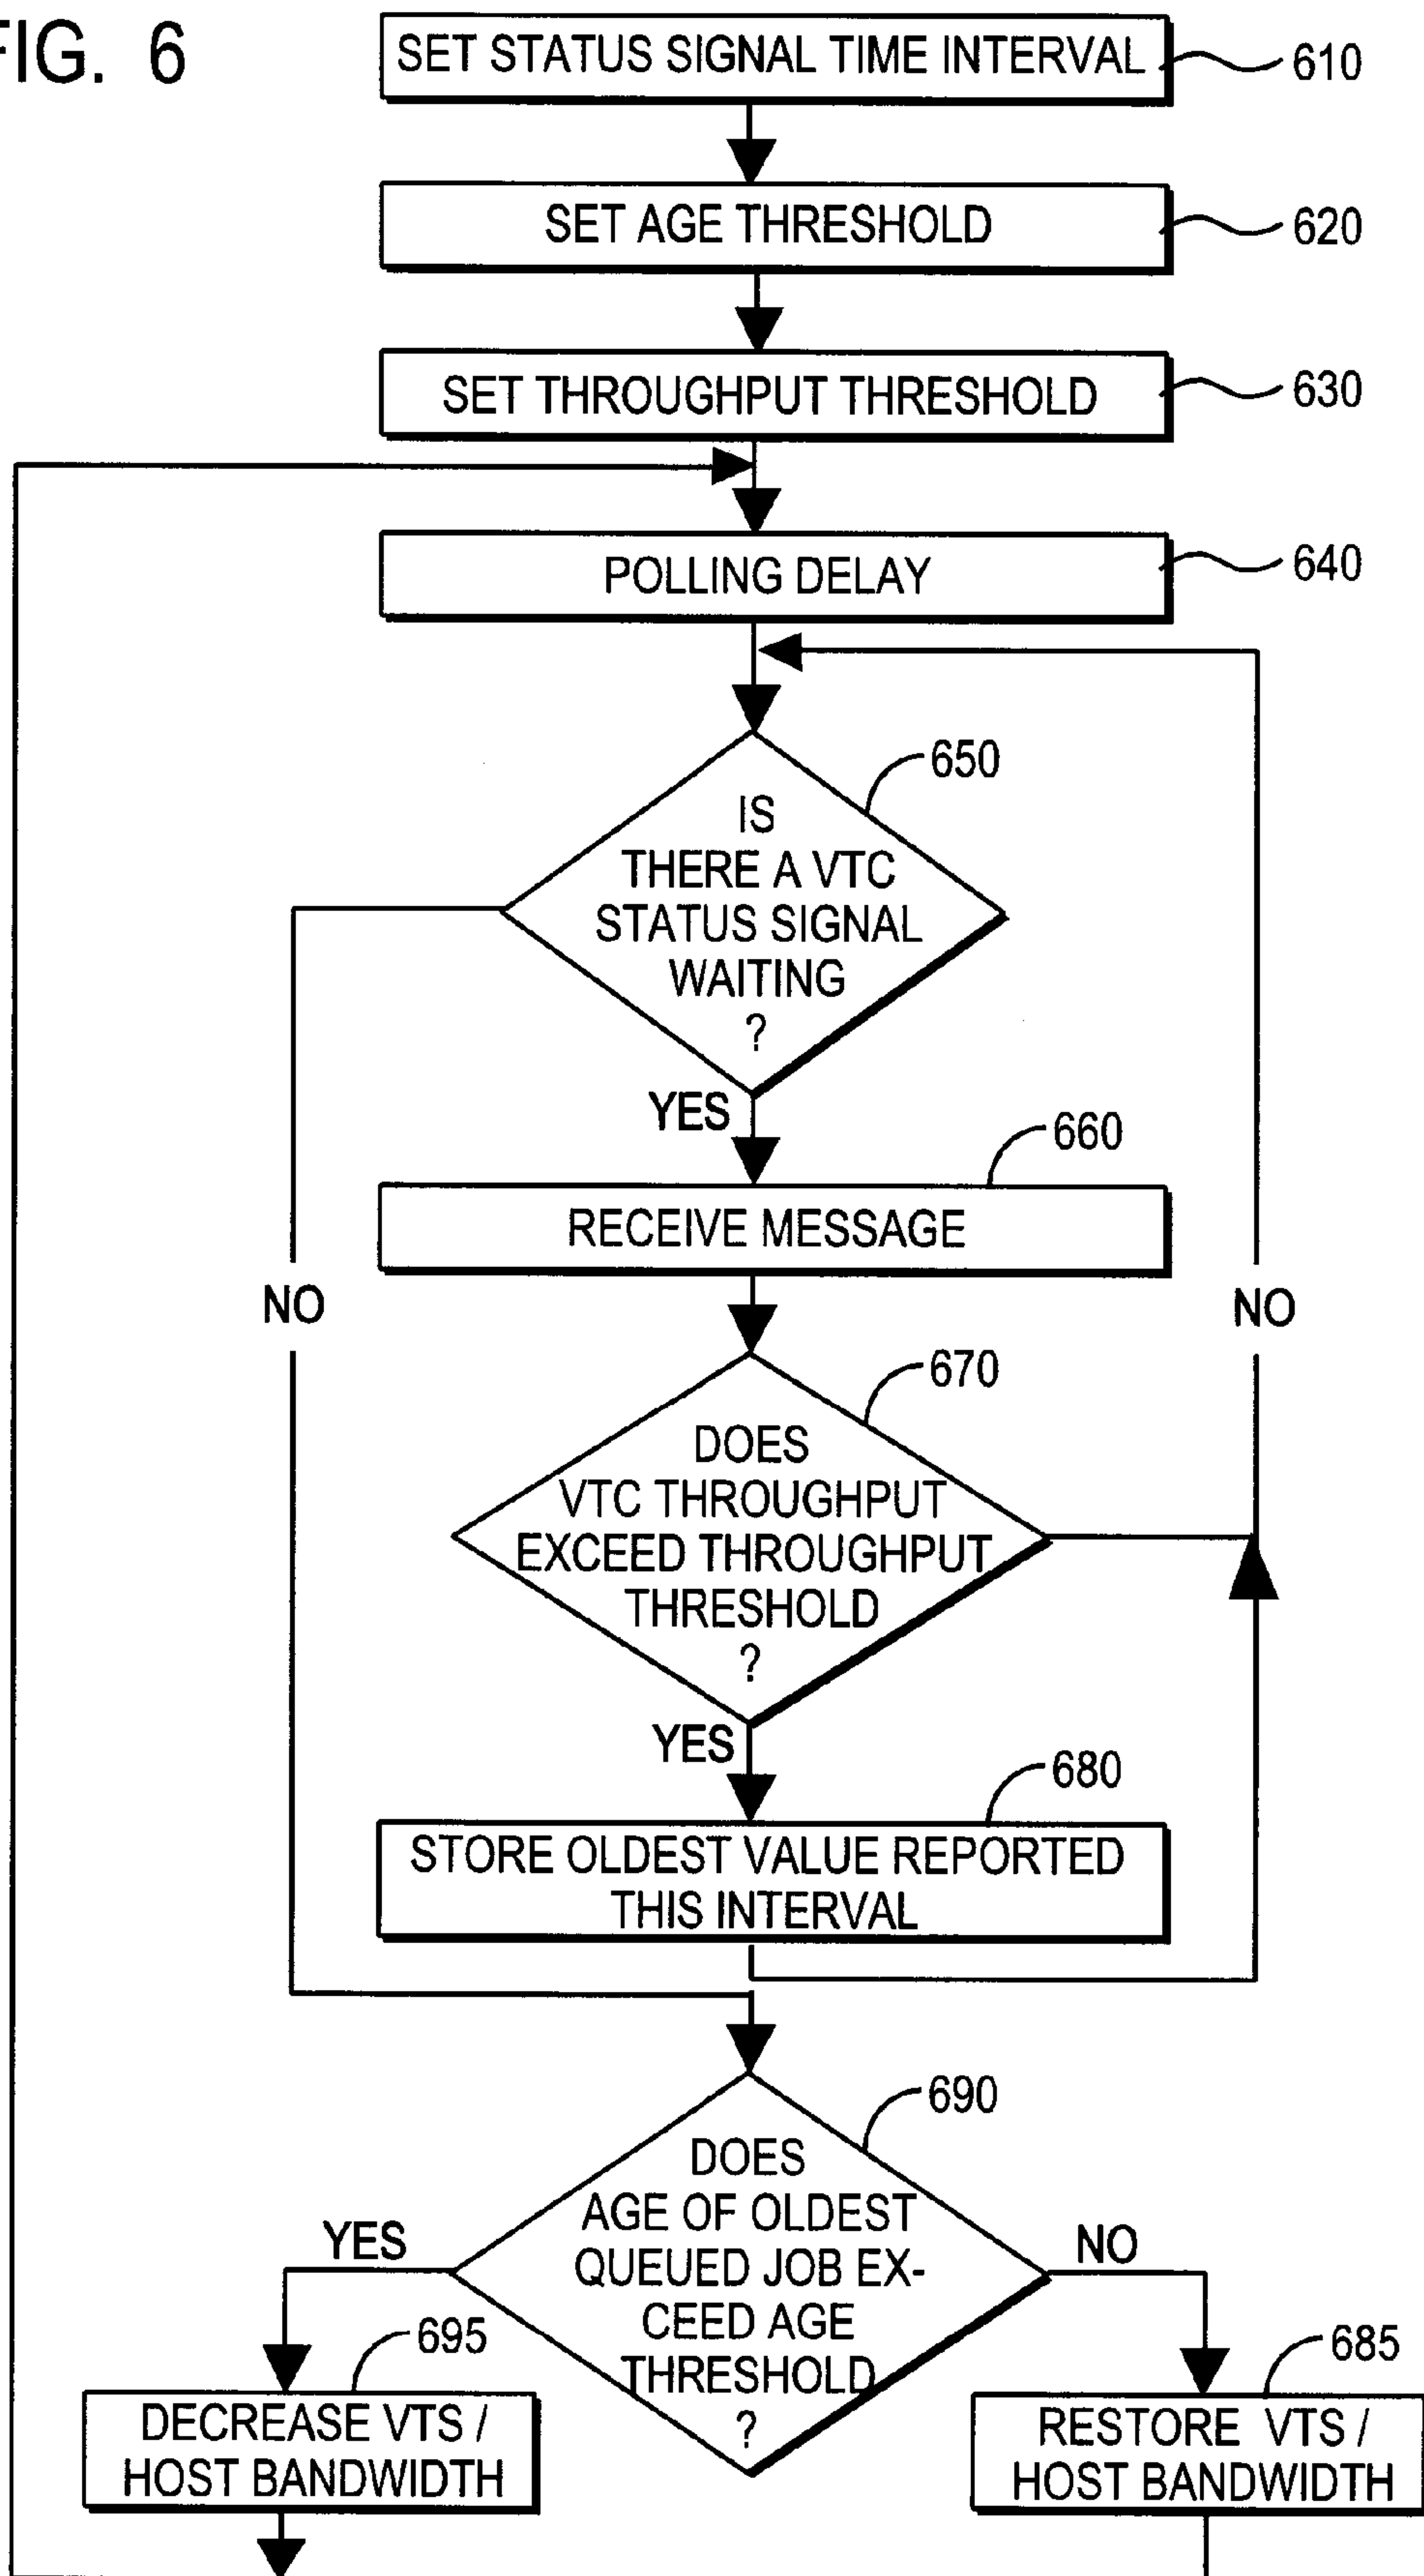 FIG. 6
SET STATUS SIGNAL TIME INTERVAL
610
SET AGE THRESHOLD
620
SET THROUGHPUT THRESHOLD
630
POLLING DELAY
640
650
IS
THERE A VTC
STATUS SIGNAL
WAITING
?
YES
660
RECEIVE MESSAGE
NO
NO
670
DOES
VTC THROUGHPUT
EXCEED THROUGHPUT
THRESHOLD
?
YES
680
STORE OLDEST VALUE REPORTED
THIS INTERVAL
690
DOES
AGE OF OLDEST
QUEUED JOB EX-
CEED AGE
THRESHOLD
?
YES
NO
695
DECREASE VTS /
HOST BANDWIDTH
685
RESTORE VTS /
HOST BANDWIDTH